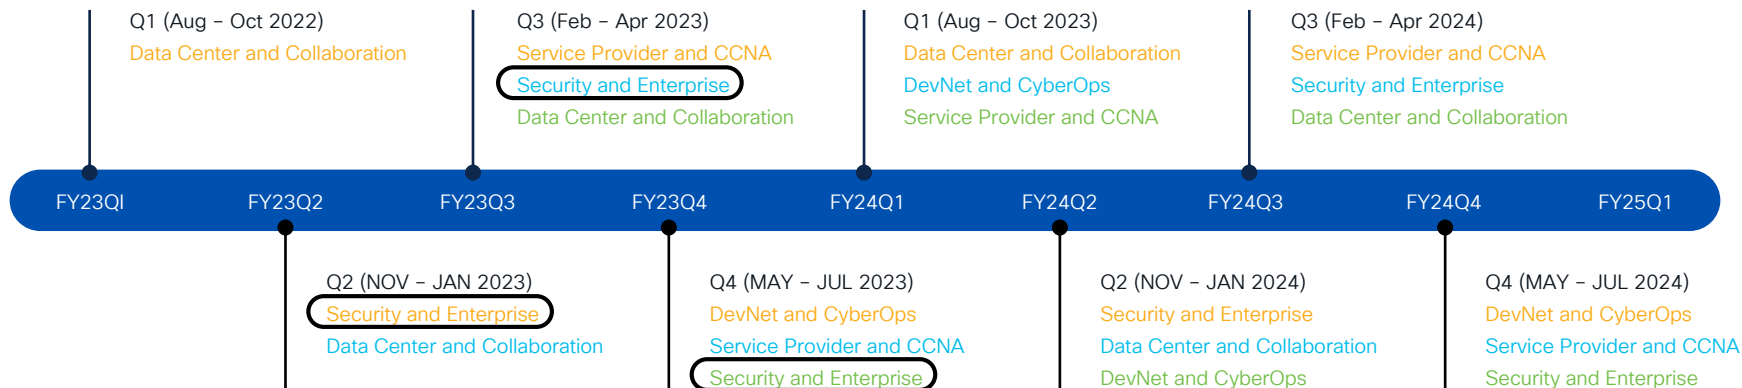 Q1 (Aug – Oct 2022)
Data Center and Collaboration
Q3 (Feb – Apr 2023)
Service Provider and CCNA
Security and Enterprise
Data Center and Collaboration
Q1 (Aug – Oct 2023)
Data Center and Collaboration
DevNet and CyberOps
Service Provider and CCNA
Q3 (Feb – Apr 2024)
Service Provider and CCNA
Security and Enterprise
Data Center and Collaboration
FY23QI FY23Q2 FY23Q3 FY23Q4 FY24Q1 FY24Q2 FY24Q3 FY24Q4 FY25Q1
Q2 (NOV – JAN 2023)
Security and Enterprise
Data Center and Collaboration
Q4 (MAY – JUL 2023)
DevNet and CyberOps
Service Provider and CCNA
Security and Enterprise
Q2 (NOV – JAN 2024)
Security and Enterprise
Data Center and Collaboration
DevNet and CyberOps
Q4 (MAY – JUL 2024)
DevNet and CyberOps
Service Provider and CCNA
Security and Enterprise